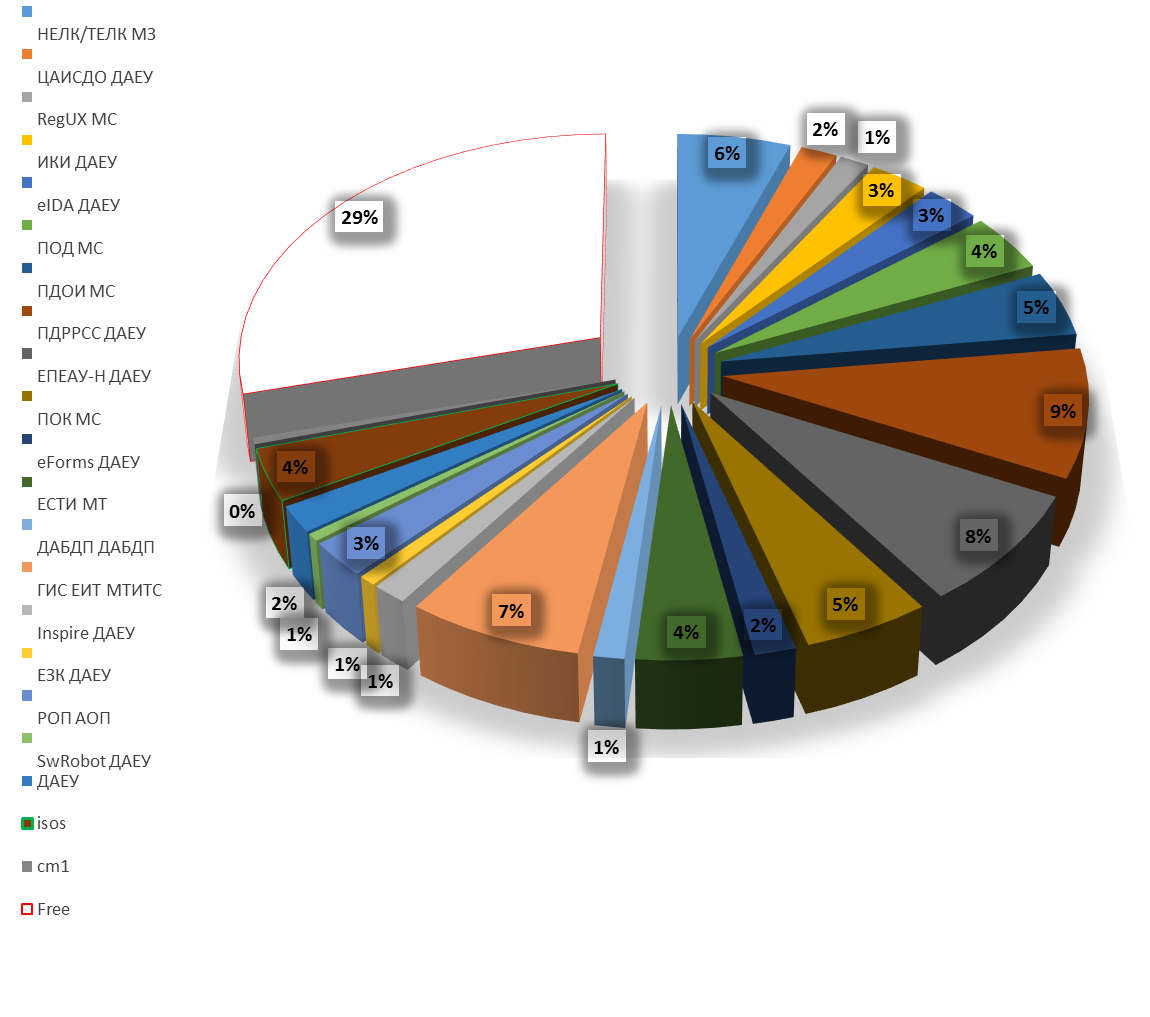 НЕЛК/ТЕЛК МЗ
ЦАИСДО ДАЕУ
RegUX МС
ИКИ ДАЕУ
eIDA ДАЕУ
ПОД МС
ПДОИ МС
ПДРРСС ДАЕУ
ЕПЕАУ-Н ДАЕУ
ПОК МС
eForms ДАЕУ
ЕСТИ МТ
ДАБДП ДАБДП
ГИС ЕИТ МТИТС
Inspire ДАЕУ
ЕЗК ДАЕУ
РОП АОП
SwRobot ДАЕУ
ДАЕУ
isos
cm1
Free
6%
2%
1%
3%
3%
4%
5%
9%
8%
5%
2%
4%
1%
7%
1%
1%
3%
1%
2%
4%
0%
29%